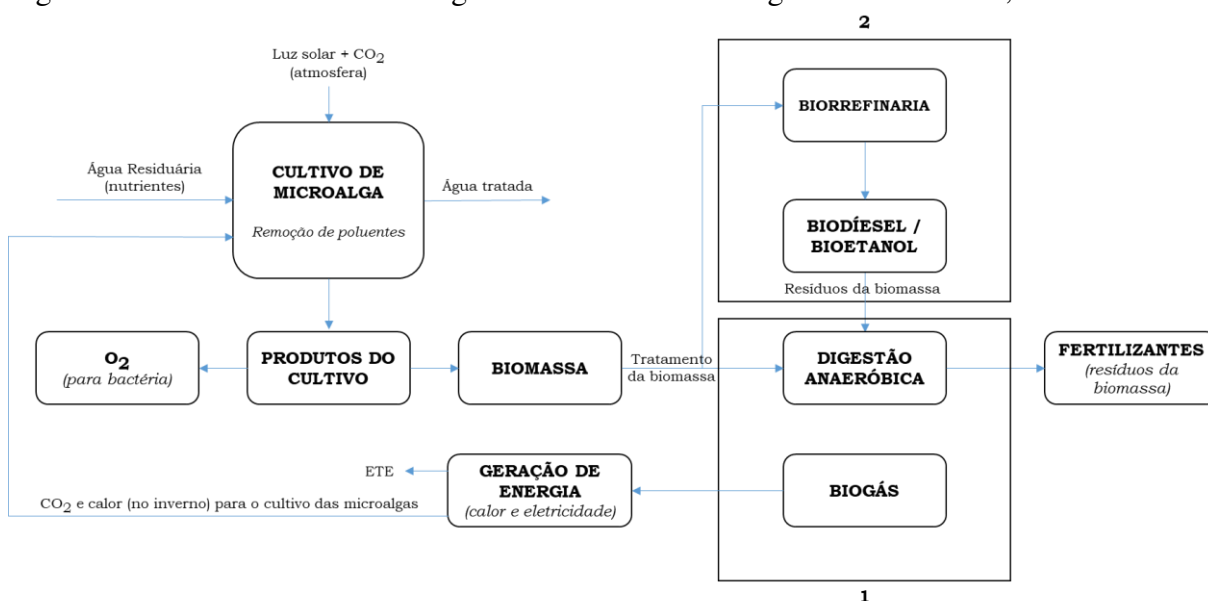 2
Luz solar + CO2
(atmosfera)
BIORREFINARIA
Água Residuária
(nutrientes)
CULTIVO DE
MICROALGA
Remoção de poluentes
Água tratada
BIODÍESEL /
BIOETANOL
Resíduos da biomassa
O2
(para bactéria)
PRODUTOS DO
CULTIVO
BIOMASSA
Tratamento
da biomassa
DIGESTÃO
ANAERÓBICA
FERTILIZANTES
(resíduos da
biomassa)
ETE
GERAÇÃO DE
ENERGIA
(calor e eletricidade)
BIOGÁS
CO2 e calor (no inverno) para o cultivo das microalgas
1